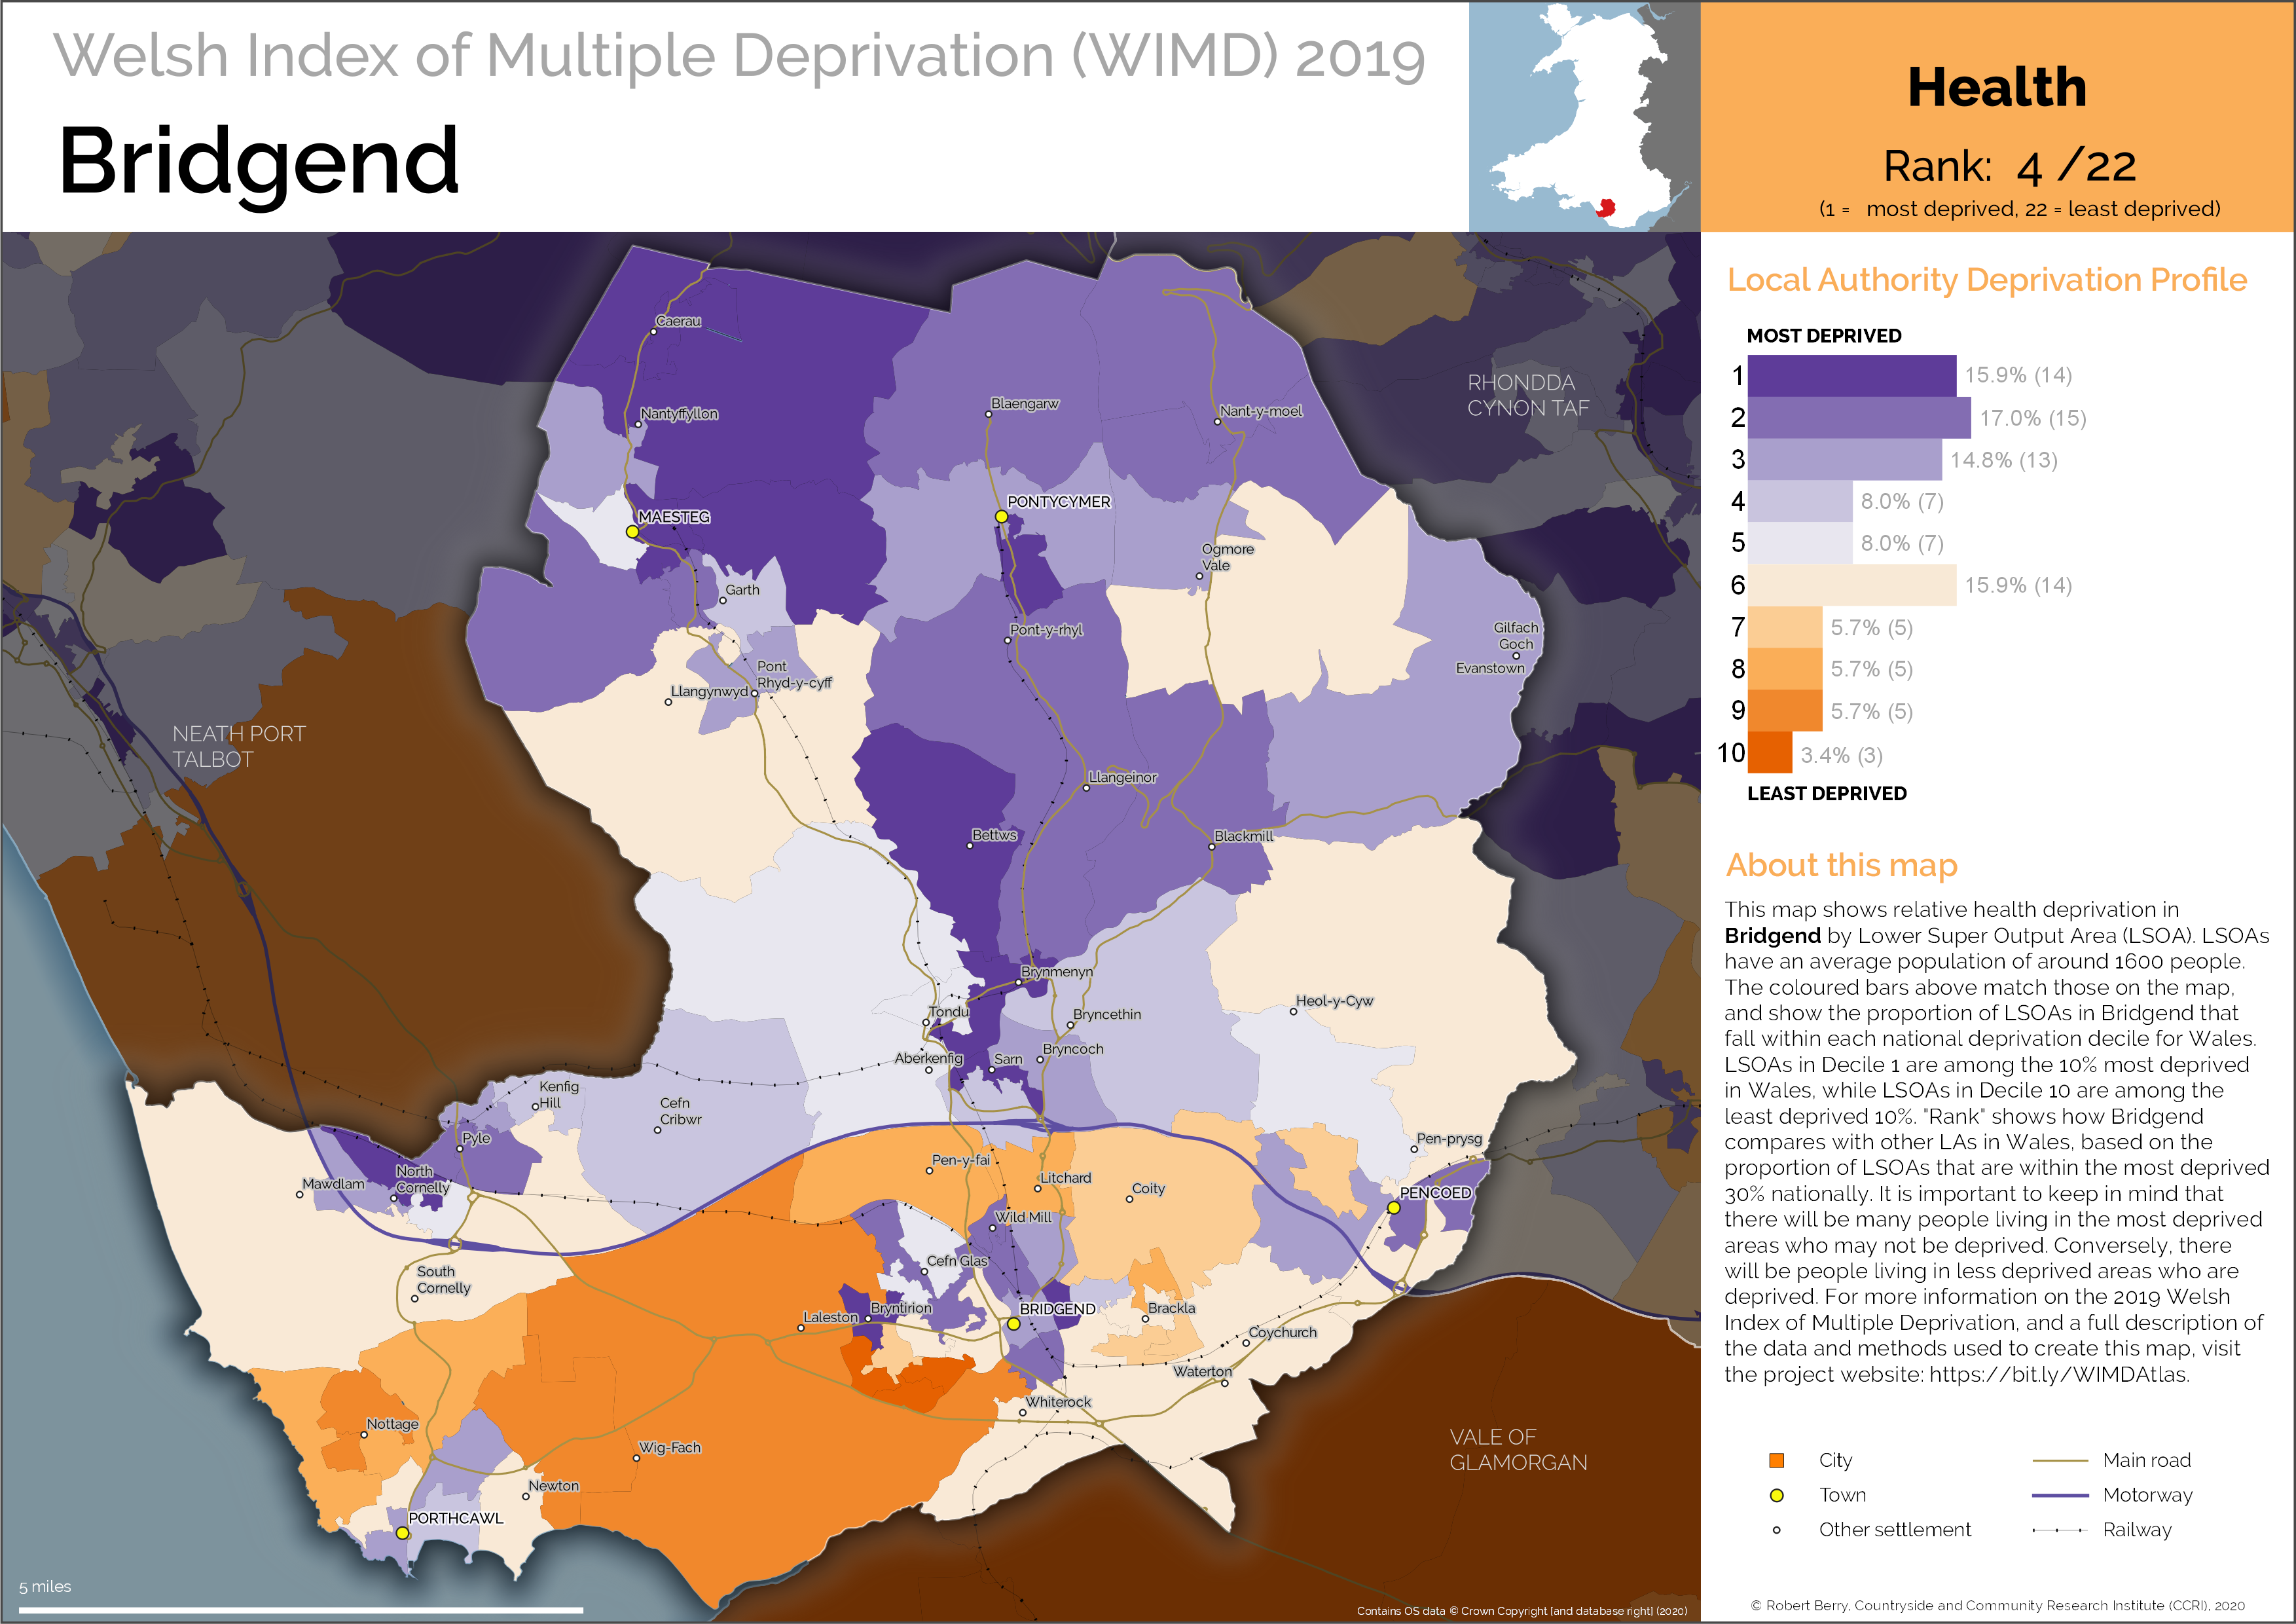 Welsh Index of Multiple Deprivation (WIMD) 2019
Bridgend
Health
Rank: 4 /22
(1 = most deprived, 22 = least deprived)
Local Authority Deprivation Profile
MOST DEPRIVED
1 15.9% (14)
2 17.0% (15)
3 14.8% (13)
4 8.0% (7)
5 8.0% (7)
6 15.9% (14)
7 5.7% (5)
8 5.7% (5)
9 5.7% (5)
10 3.4% (3)
LEAST DEPRIVED
About this map
This map shows relative health deprivation in
Bridgend by Lower Super Output Area (LSOA). LSOAs
have an average population of around 1600 people.
The coloured bars above match those on the map,
and show the proportion of LSOAs in Bridgend that
fall within each national deprivation decile for Wales.
LSOAs in Decile 1 are among the 10% most deprived
in Wales, while LSOAs in Decile 10 are among the
least deprived 10%. "Rank" shows how Bridgend
compares with other LAs in Wales, based on the
proportion of LSOAs that are within the most deprived
30% nationally. It is important to keep in mind that
there will be many people living in the most deprived
areas who may not be deprived. Conversely, there
will be people living in less deprived areas who are
deprived. For more information on the 2019 Welsh
Index of Multiple Deprivation, and a full description of
the data and methods used to create this map, visit
the project website: https://bit.ly/WIMDAtlas.
City
Town
Other settlement
Main road
Motorway
Railway
© Robert Berry, Countryside and Community Research Institute (CCRI), 2020
Caerau
Nantyffyllon
MAESTEG
Garth
Pont
Rhyd-y-cyff
Llangynwyd
Blaengarw
PONTYCYMER
Pont-y-rhyl
Nant-y-moel
Ogmore
Vale
RHONDDA
CYNON TAF
Gilfach
Goch
Evanstown
NEATH PORT
TALBOT
Llangeinor
Bettws
Blackmill
Brynmenyn
Tondu
Bryncethin
Heol-y-Cyw
Aberkenfig
Sarn
Bryncoch
Kenfig
Hill
Cefn
Cribwr
Pyle
North
Cornelly
Mawdlam
Pen-y-fai
Litchard
Coity
Pen-prysg
PENCOED
Wild Mill
Cefn Glas
South
Cornelly
Laleston
Bryntirion
BRIDGEND
Brackla
Coychurch
Waterton
Whiterock
Nottage
Wig-Fach
Newton
PORTHCAWL
VALE OF
GLAMORGAN
5 miles
Contains OS data © Crown Copyright [and database right] (2020)